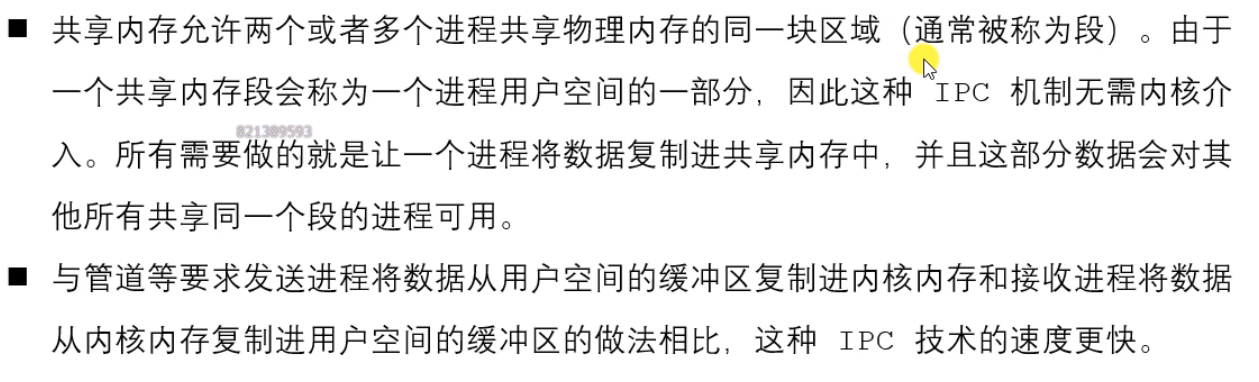 ■ 共享内存允许两个或者多个进程共享物理内存的同一块区域（通常被称为段）。由于
一个共享内存段会称为一个进程用户空间的一部分，因此这种 IPC 机制无需内核介
821389593
入。所有需要做的就是让一个进程将数据复制进共享内存中，并且这部分数据会对其
他所有共享同一个段的进程可用。
■ 与管道等要求发送进程将数据从用户空间的缓冲区复制进内核内存和接收进程将数据
从内核内存复制进用户空间的缓冲区的做法相比，这种 IPC 技术的速度更快。